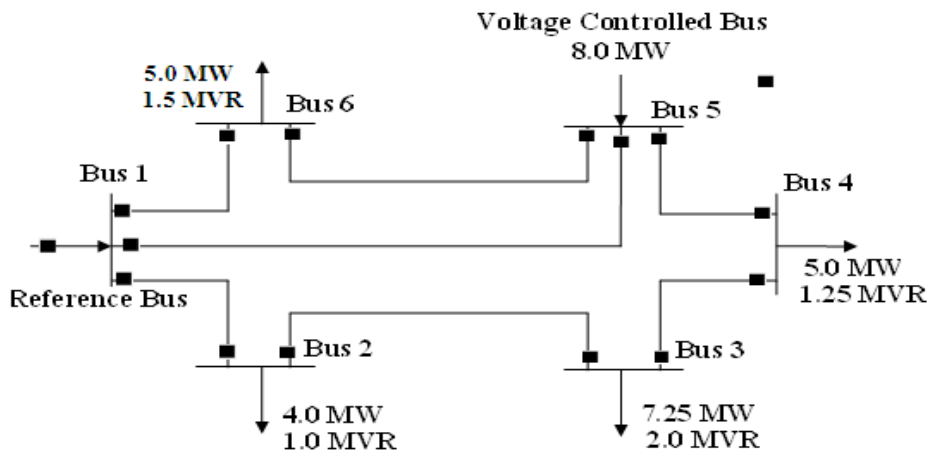 Voltage Controlled Bus
8.0 MW
5.0 MW
1.5 MVR
Bus 6
Bus 5
Bus 1
Bus 4
Reference Bus
5.0 MW
1.25 MVR
Bus 2
Bus 3
4.0 MW
1.0 MVR
7.25 MW
2.0 MVR